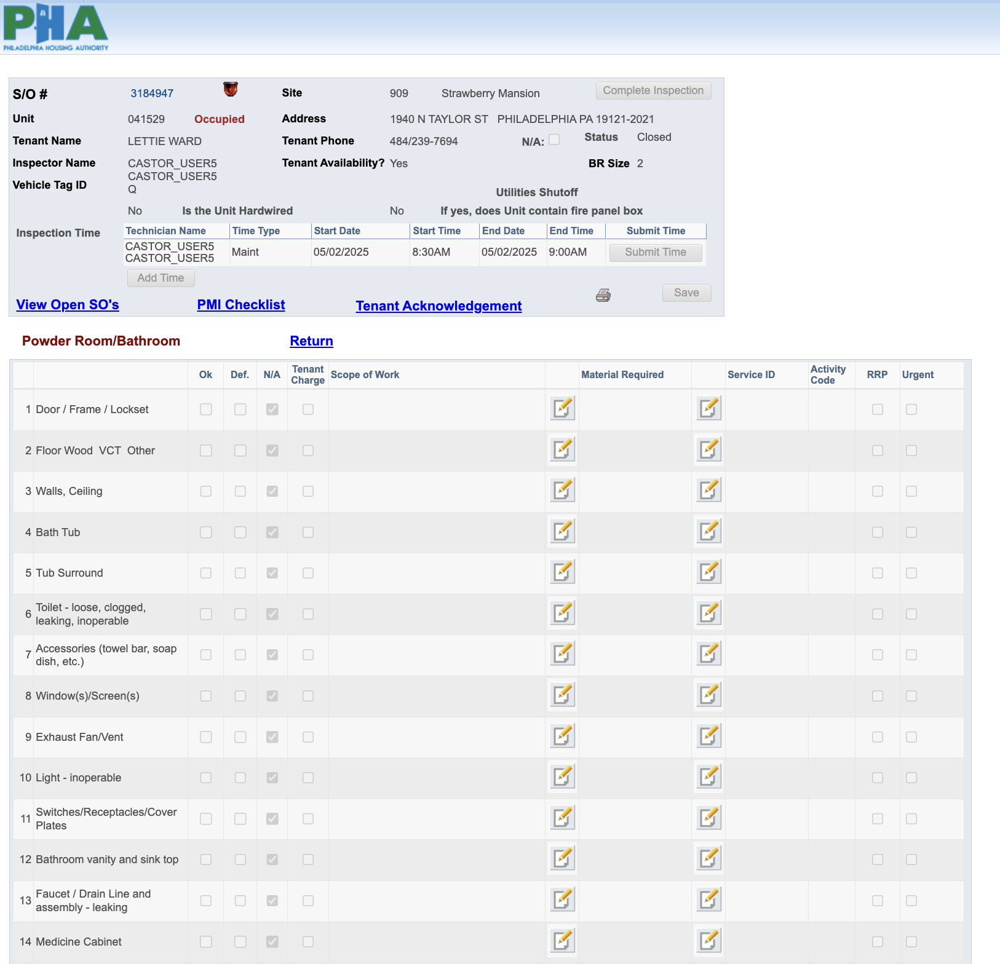 PHA
PHILADELPHIA HOUSING AUTHORITY
S/O # 3184947 Site 909 Strawberry Mansion Complete Inspection
Unit 041529 Occupied Address 1940 N TAYLOR ST PHILADELPHIA PA 19121-2021
Tenant Name LETTIE WARD Tenant Phone 484/239-7694 N/A: Status Closed
Inspector Name CASTOR_USER5 Tenant Availability? Yes BR Size 2
CASTOR_USER5
Vehicle Tag ID Q
Utilities Shutoff
No Is the Unit Hardwired No If yes, does Unit contain fire panel box
Inspection Time
Technician Name Time Type Start Date Start Time End Date End Time Submit Time
CASTOR_USER5
CASTOR_USER5 Maint 05/02/2025 8:30AM 05/02/2025 9:00AM Submit Time
Add Time
Save
View Open SO's PMI Checklist Tenant Acknowledgement
Powder Room/Bathroom Return
Ok Def. N/A Tenant Charge Scope of Work Material Required Service ID Activity Code RRP Urgent
1 Door / Frame / Lockset
2 Floor Wood VCT Other
3 Walls, Ceiling
4 Bath Tub
5 Tub Surround
6 Toilet - loose, clogged,
leaking, inoperable
7 Accessories (towel bar, soap
dish, etc.)
8 Window(s)/Screen(s)
9 Exhaust Fan/Vent
10 Light - inoperable
11 Switches/Receptacles/Cover
Plates
12 Bathroom vanity and sink top
13 Faucet / Drain Line and
assembly - leaking
14 Medicine Cabinet